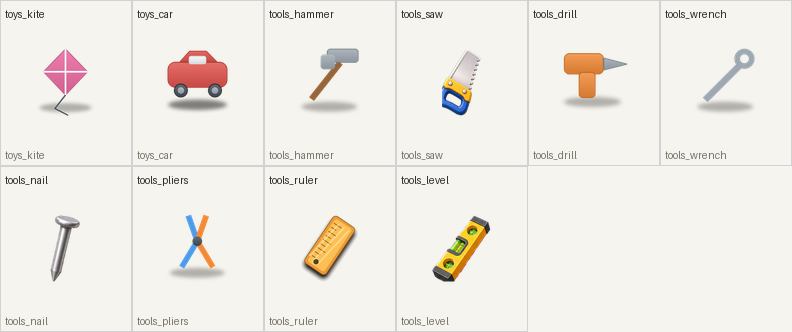 toys_kite
toys_car
tools_hammer
tools_saw
tools_drill
tools_wrench
toys_kite
toys_car
tools_hammer
tools_saw
tools_drill
tools_wrench
tools_nail
tools_pliers
tools_ruler
tools_level
tools_nail
tools_pliers
tools_ruler
tools_level